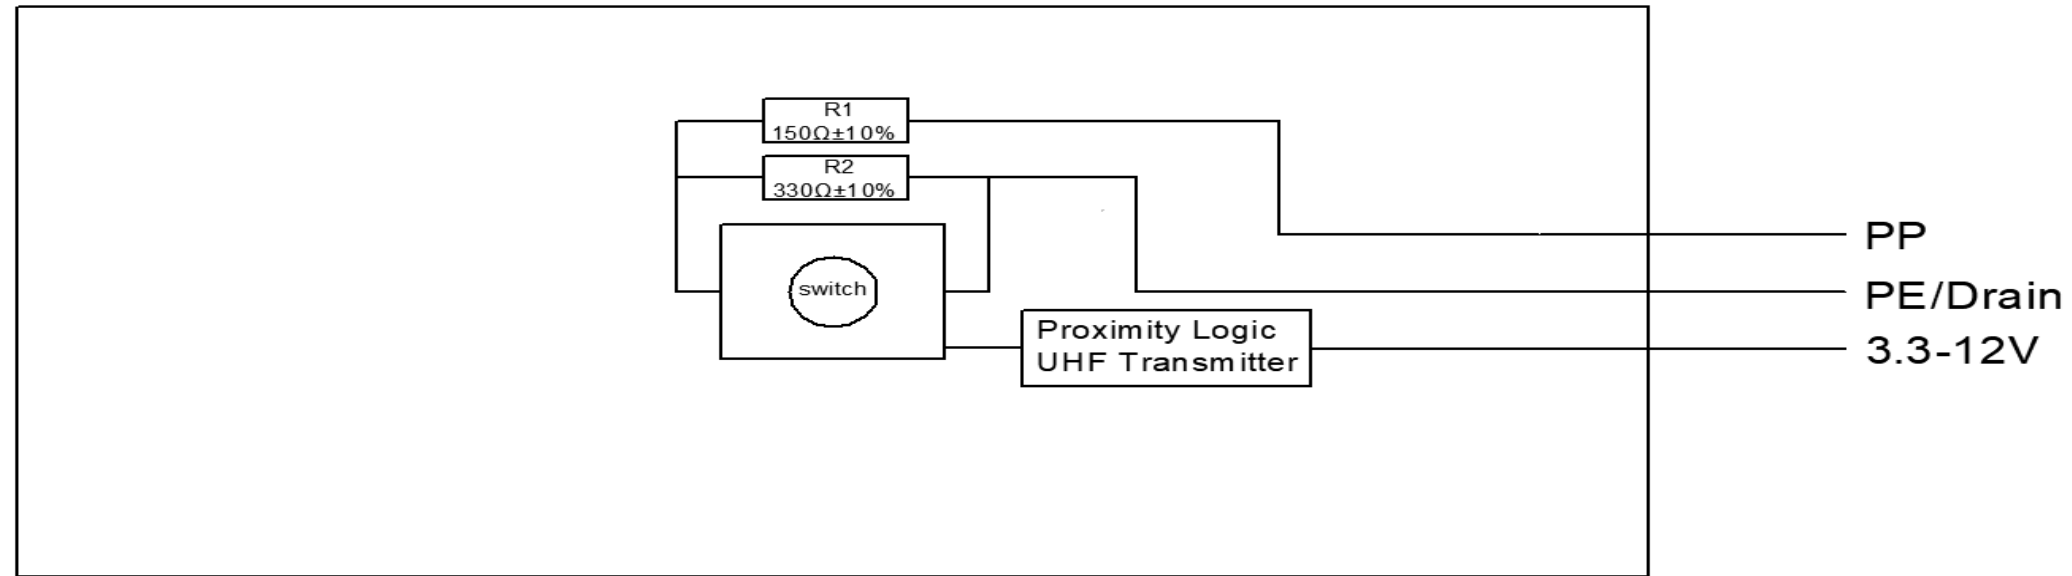 R1
150Ω±10%
R2
330Ω±10%
switch
Proximity Logic
UHF Transmitter
PP
PE/Drain
3.3-12V